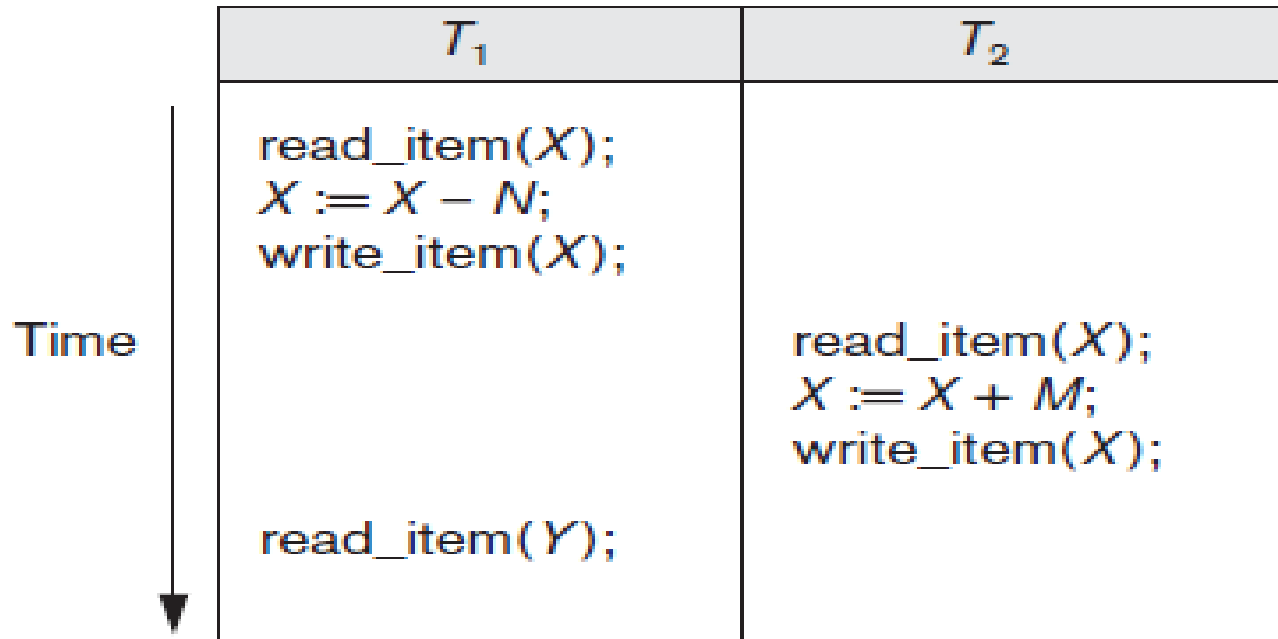 T₁ T₂
read_item(X);
X := X – N;
write_item(X);
Time
read_item(X);
X := X + M;
write_item(X);
read_item(Y);